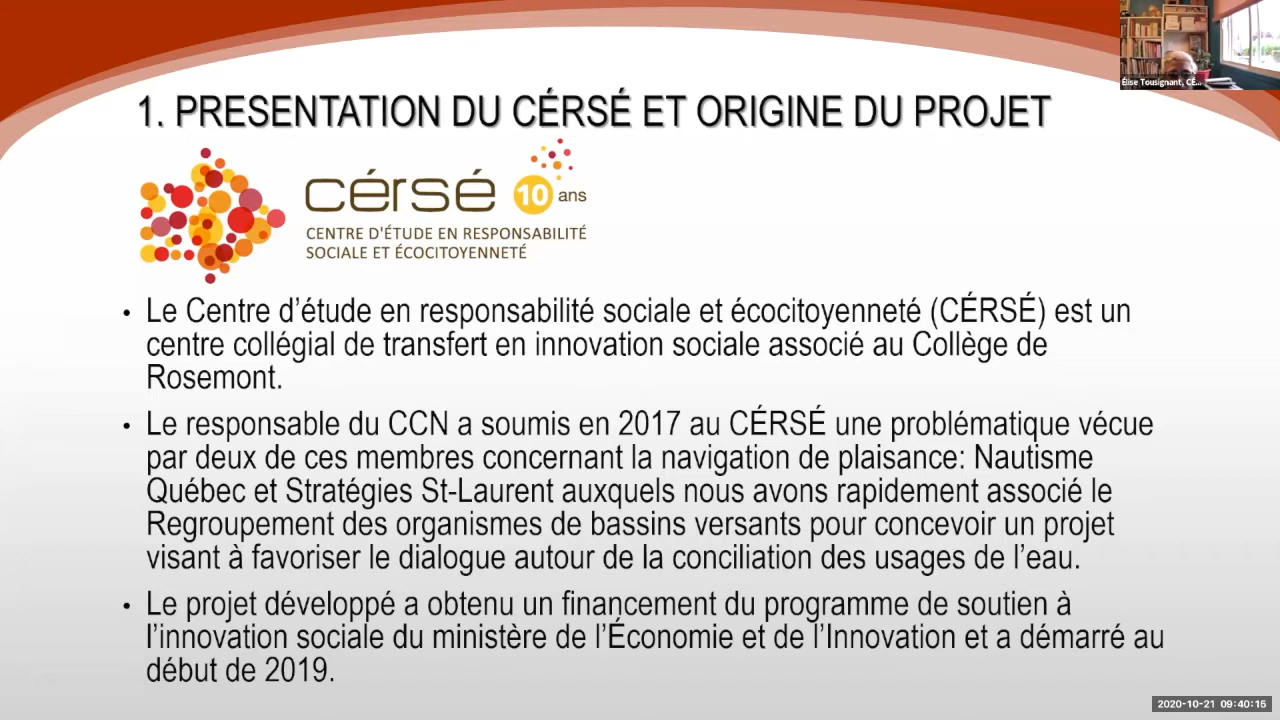 Élise Tousignant, CÉ...
1. PRESENTATION DU CÉRSÉ ET ORIGINE DU PROJET
cérsé 10 ans
CENTRE D'ÉTUDE EN RESPONSABILITÉ
SOCIALE ET ÉCOCITOYENNETÉ
• Le Centre d’étude en responsabilité sociale et écocitoyenneté (CÉRSÉ) est un
centre collégial de transfert en innovation sociale associé au Collège de
Rosemont.
• Le responsable du CCN a soumis en 2017 au CÉRSÉ une problématique vécue
par deux de ces membres concernant la navigation de plaisance: Nautisme
Québec et Stratégies St-Laurent auxquels nous avons rapidement associé le
Regroupement des organismes de bassins versants pour concevoir un projet
visant à favoriser le dialogue autour de la conciliation des usages de l’eau.
• Le projet développé a obtenu un financement du programme de soutien à
l’innovation sociale du ministère de l’Économie et de l’Innovation et a démarré au
début de 2019.
2020-10-21 09:40:15